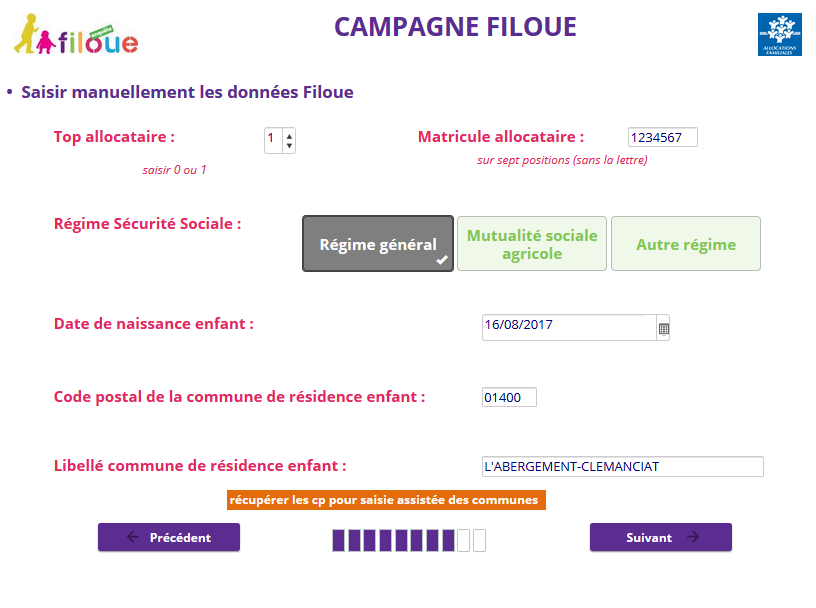 enquête
filoue
CAMPAGNE FILOUE
ALLOCATIONS
FAMILIALES
• Saisir manuellement les données Filoue
Top allocataire :
1
Matricule allocataire :
1234567
saisir 0 ou 1
sur sept positions (sans la lettre)
Régime Sécurité Sociale :
Régime général
Mutualité sociale
agricole
Autre régime
Date de naissance enfant :
16/08/2017
Code postal de la commune de résidence enfant :
01400
Libellé commune de résidence enfant :
L'ABERGEMENT-CLEMANCIAT
récupérer les cp pour saisie assistée des communes
Précédent
Suivant